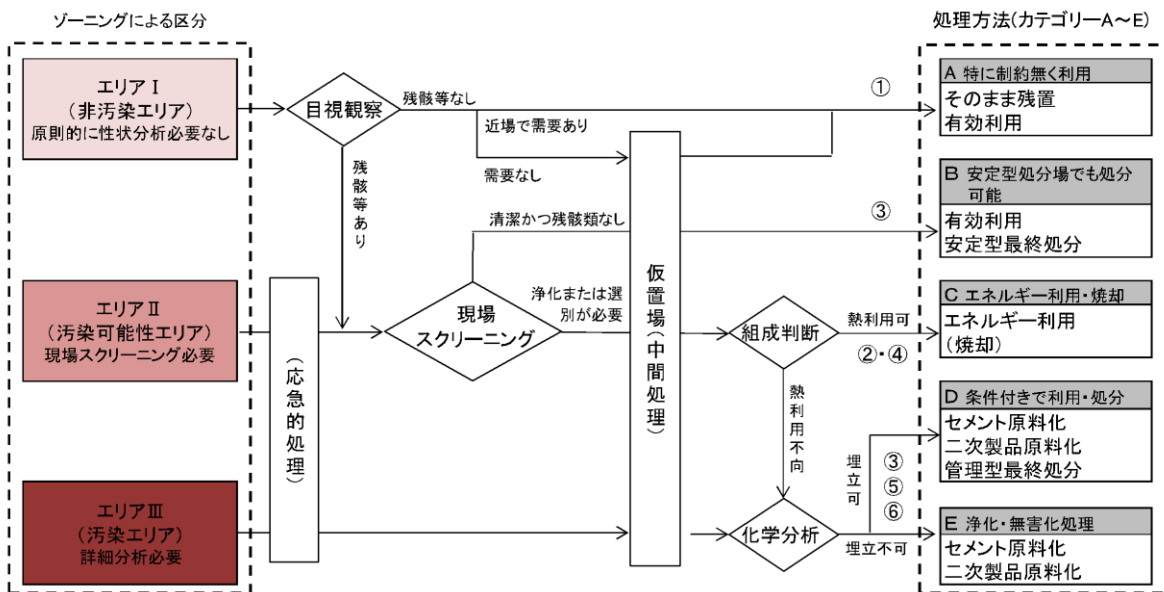 ゾーニングによる区分
処理方法(カテゴリーA～E)
エリアⅠ
(非汚染エリア)
原則的に性状分析必要なし
目視観察
残骸等なし
①
近場で需要あり
需要なし
残骸等あり
A 特に制約無く利用
そのまま残置
有効利用
B 安定型処分場でも処分
可能
有効利用
安定型最終処分
清潔かつ残骸類なし
③
エリアⅡ
(汚染可能性エリア)
現場スクリーニング必要
(応急的処理)
現場
スクリーニング
浄化または選
別が必要
仮置場(中間処理)
組成判断
熱利用可
②・④
C エネルギー利用・焼却
エネルギー利用
(焼却)
熱利用不向
D 条件付きで利用・処分
セメント原料化
二次製品原料化
管理型最終処分
埋立可
③
⑤
⑥
エリアⅢ
(汚染エリア)
詳細分析必要
化学分析
埋立不可
E 浄化・無害化処理
セメント原料化
二次製品原料化